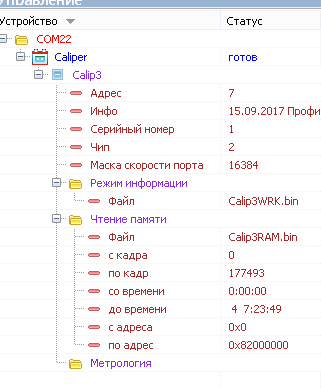 Управление
Устройство Статус
COM22
Caliper готов
Calip3
Адрес 7
Инфо 15.09.2017 Профи
Серийный номер 1
Чип 2
Маска скорости порта 16384
Режим информации
Файл Calip3WRK.bin
Чтение памяти
Файл Calip3RAM.bin
с кадра 0
по кадр 177493
со времени 0:00:00
до времени 4 7:23:49
с адреса 0x0
по адрес 0x82000000
Метрология